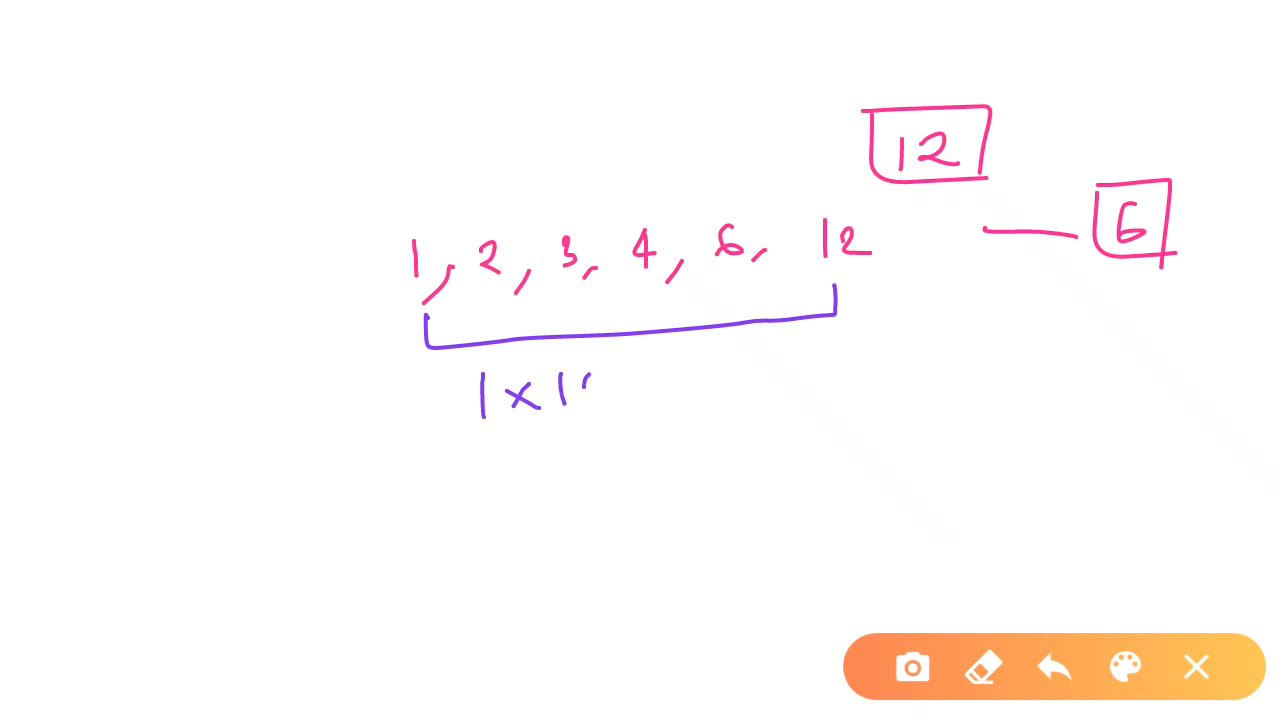 12
6
1, 2, 3, 4, 6, 12
1 x 1